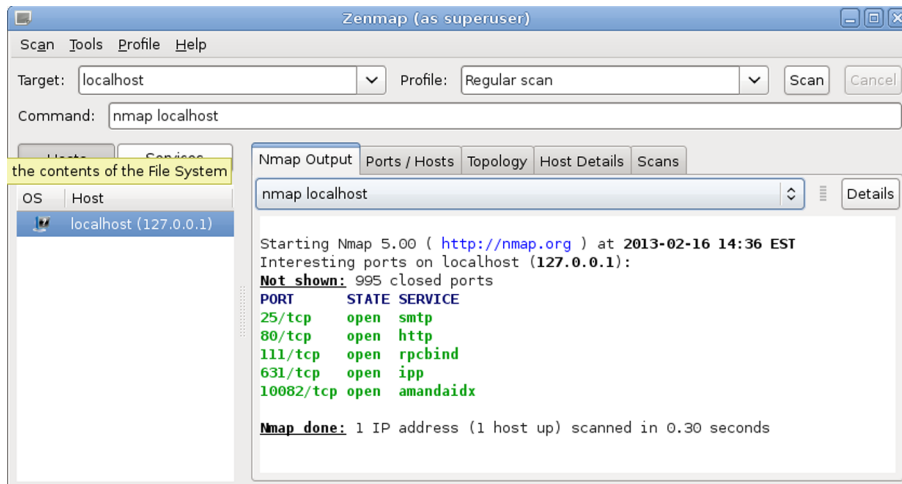 Zenmap (as superuser)
Scan Tools Profile Help
Target: localhost Profile: Regular scan Scan Cancel
Command: nmap localhost
Hosts Services
the contents of the File System
Nmap Output Ports / Hosts Topology Host Details Scans
OS Host
nmap localhost Details
localhost (127.0.0.1)
Starting Nmap 5.00 ( http://nmap.org ) at 2013-02-16 14:36 EST
Interesting ports on localhost (127.0.0.1):
Not shown: 995 closed ports
PORT STATE SERVICE
25/tcp open smtp
80/tcp open http
111/tcp open rpcbind
631/tcp open ipp
10082/tcp open amandaidx
Nmap done: 1 IP address (1 host up) scanned in 0.30 seconds